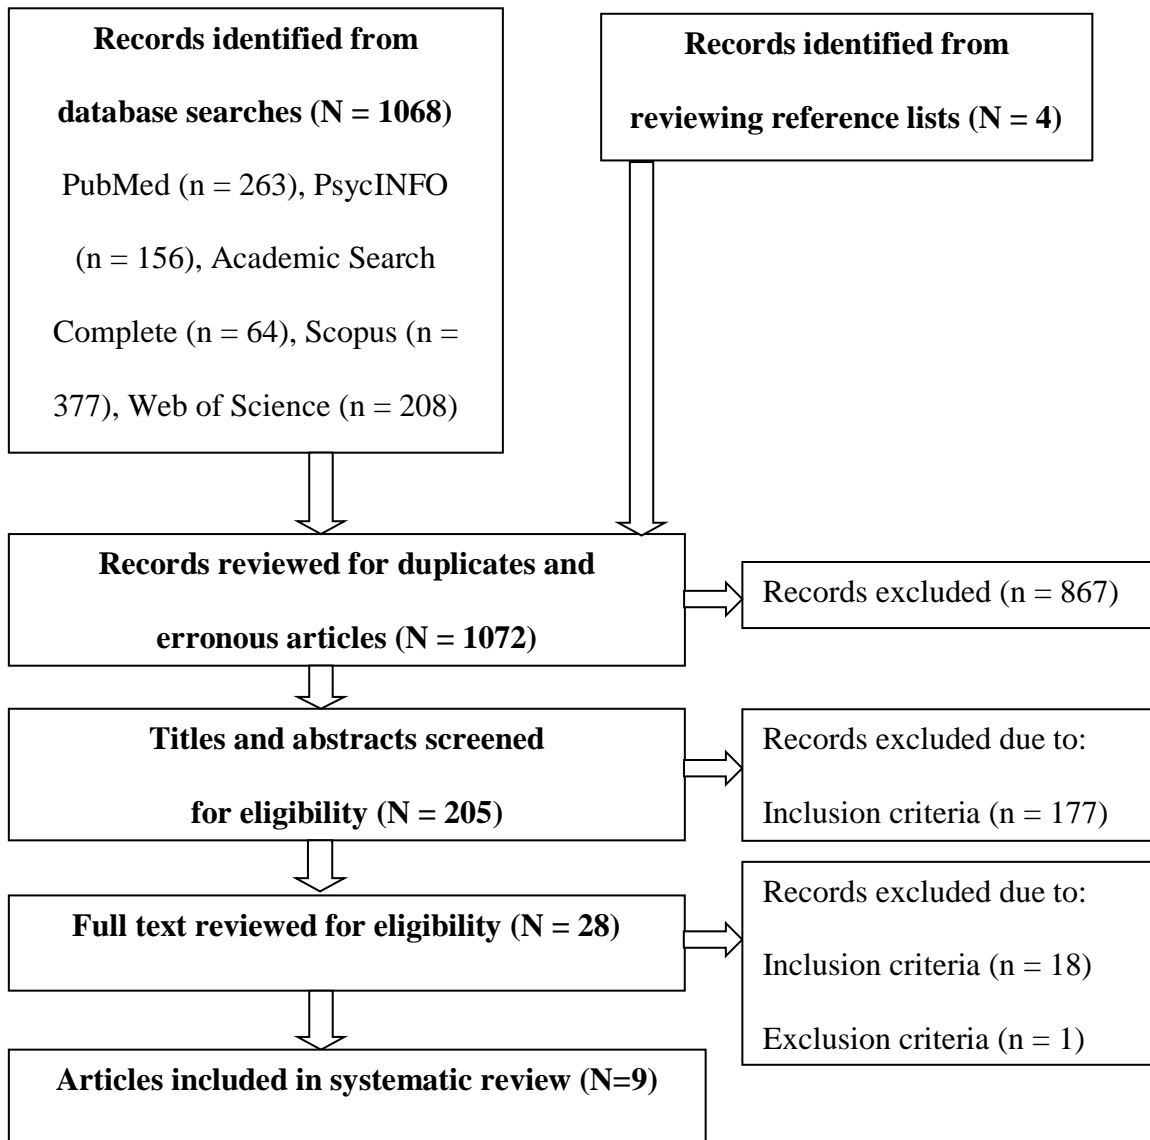 Records identified from
database searches (N = 1068)
PubMed (n = 263), PsycINFO
(n = 156), Academic Search
Complete (n = 64), Scopus (n =
377), Web of Science (n = 208)
Records identified from
reviewing reference lists (N = 4)
Records reviewed for duplicates and
erronous articles (N = 1072)
Records excluded (n = 867)
Titles and abstracts screened
for eligibility (N = 205)
Records excluded due to:
Inclusion criteria (n = 177)
Full text reviewed for eligibility (N = 28)
Records excluded due to:
Inclusion criteria (n = 18)
Exclusion criteria (n = 1)
Articles included in systematic review (N=9)